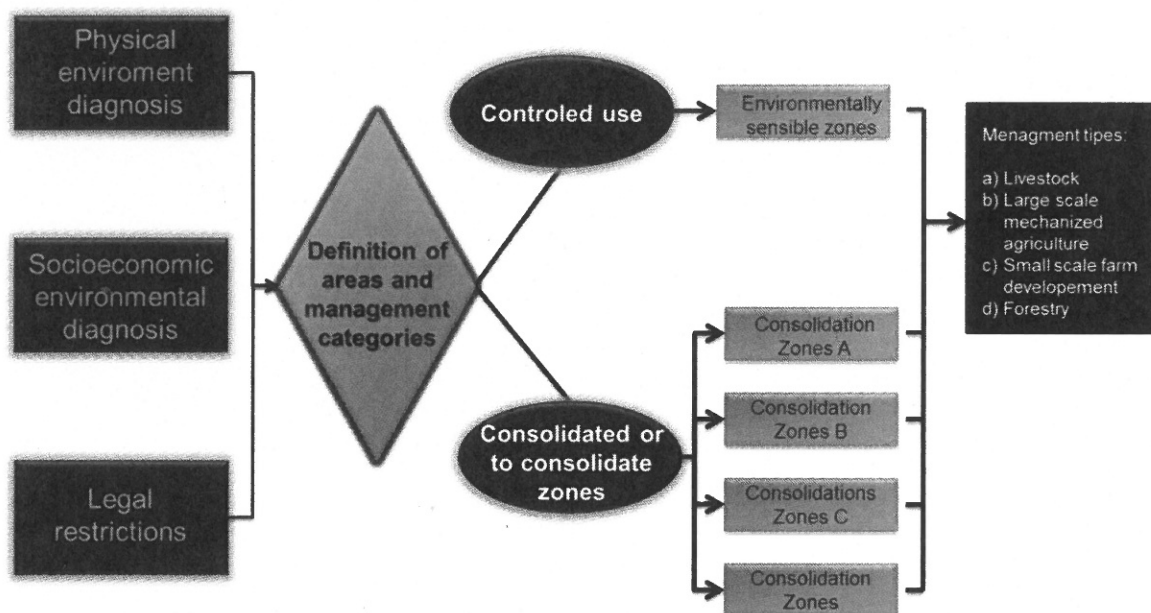 Physical
enviroment
diagnosis
Socioeconomic
environmental
diagnosis
Legal
restrictions
Definition of
areas and
management
categories
Controled use
Consolidated or
to consolidate
zones
Environmentally
sensible zones
Consolidation
Zones A
Consolidation
Zones B
Consolidations
Zones C
Consolidation
Zones
Menagment tipes:
a) Livestock
b) Large scale
mechanized
agriculture
c) Small scale farm
developement
d) Forestry